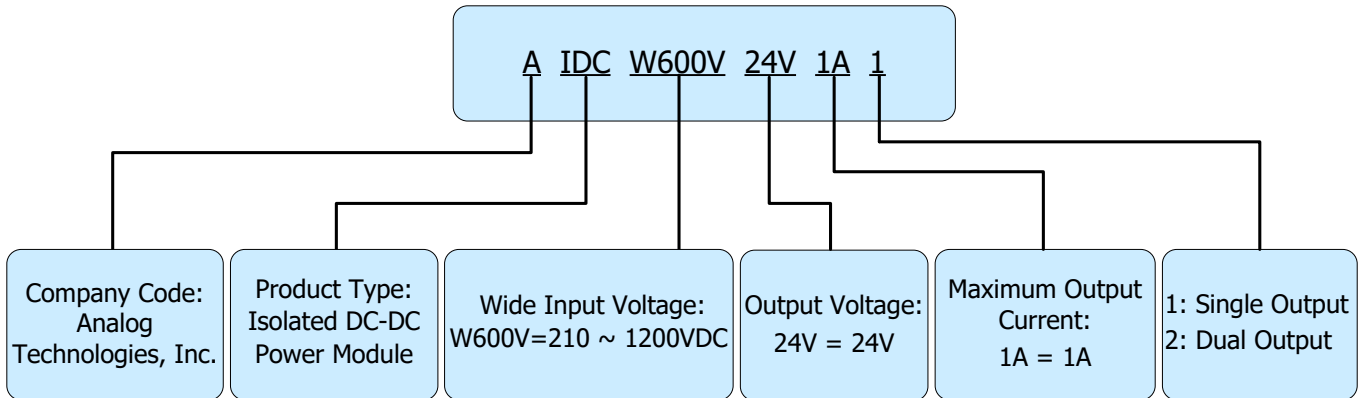 A IDC W600V 24V 1A 1
Company Code:
Analog
Technologies, Inc.
Product Type:
Isolated DC-DC
Power Module
Wide Input Voltage:
W600V=210 ~ 1200VDC
Output Voltage:
24V = 24V
Maximum Output
Current:
1A = 1A
1: Single Output
2: Dual Output